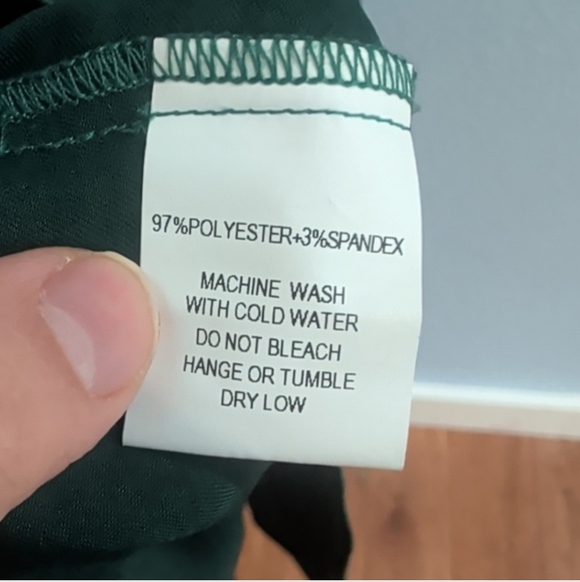 97%POLYESTER+3%SPANDEX
MACHINE WASH
WITH COLD WATER
DO NOT BLEACH
HANGE OR TUMBLE
DRY LOW